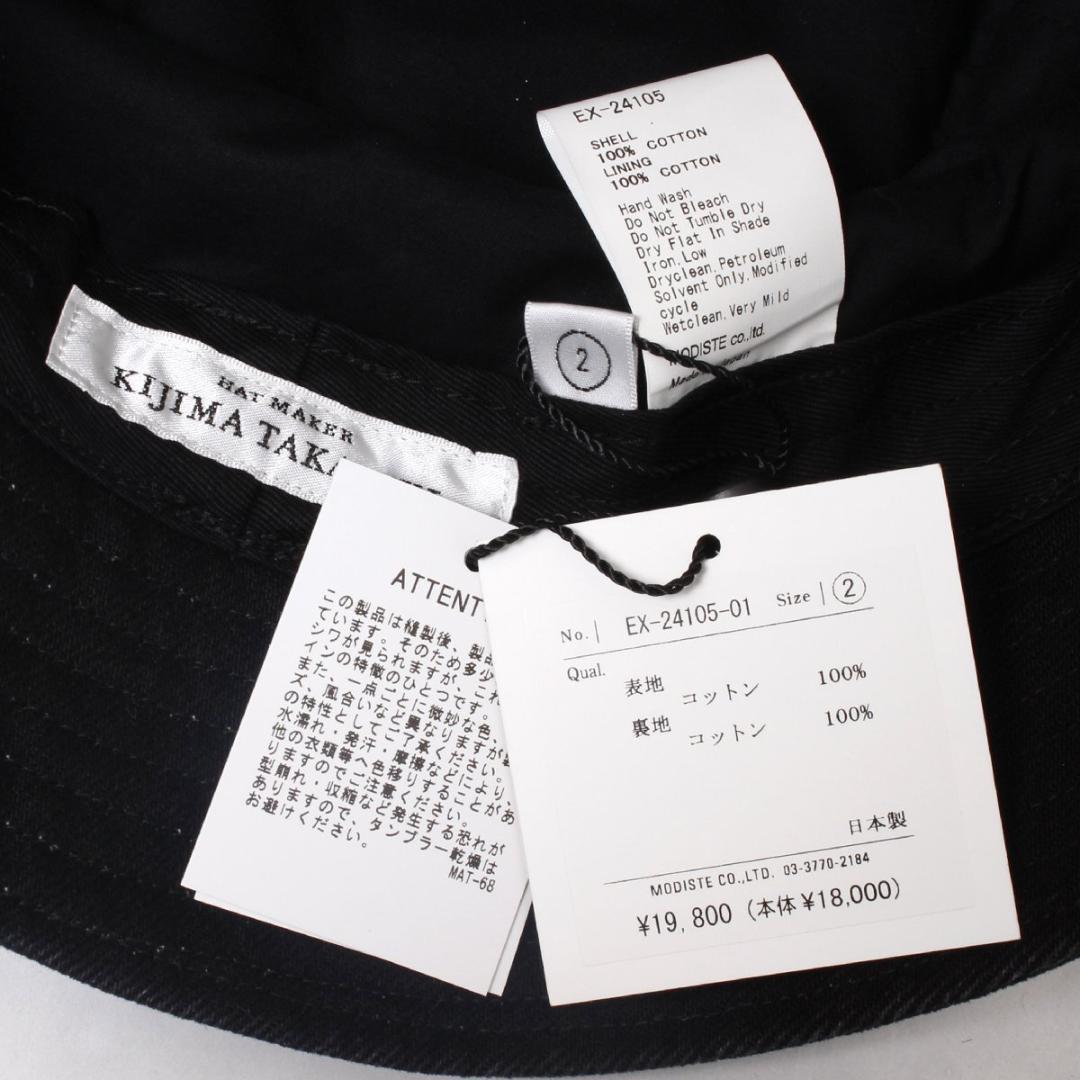 EX-24105
SHELL
100% COTTON
LINING
100% COTTON
Hand Wash
Do Not Bleach
Do Not Tumble Dry
Dry Flat In Shade
Iron,Low
Dryclean,Petroleum
Solvent Only,Modified
cycle
Wetclean,Very Mild
MODISTE co.,ltd.
Made
2
HAT MAKER
KIJIMA TAKA
ATTENT
この製品は縫製後、製品
ています。そのため多少
シワが見られますが、これ
インの特徴のひとつです。
また、一点ごとに微妙な色、
ズ、風合いなど異なりますが
の特性としてご了承ください。
水濡れ・発汗・摩擦などにより、
他の衣類等へ色移りすることがあ
りますのでご注意ください。
型崩れ・収縮など発生する恐れが
ありますので、タンブラー乾燥は
お避けください。
MAT-68
No. EX-24105-01 Size 2
Qual.
表地 コットン 100%
裏地 コットン 100%
日本製
MODISTE CO.,LTD. 03-3770-2184
¥19,800 (本体¥18,000)